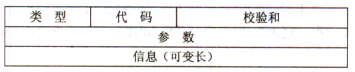 类 型 代 码 校验和
参 数
信息（可变长）